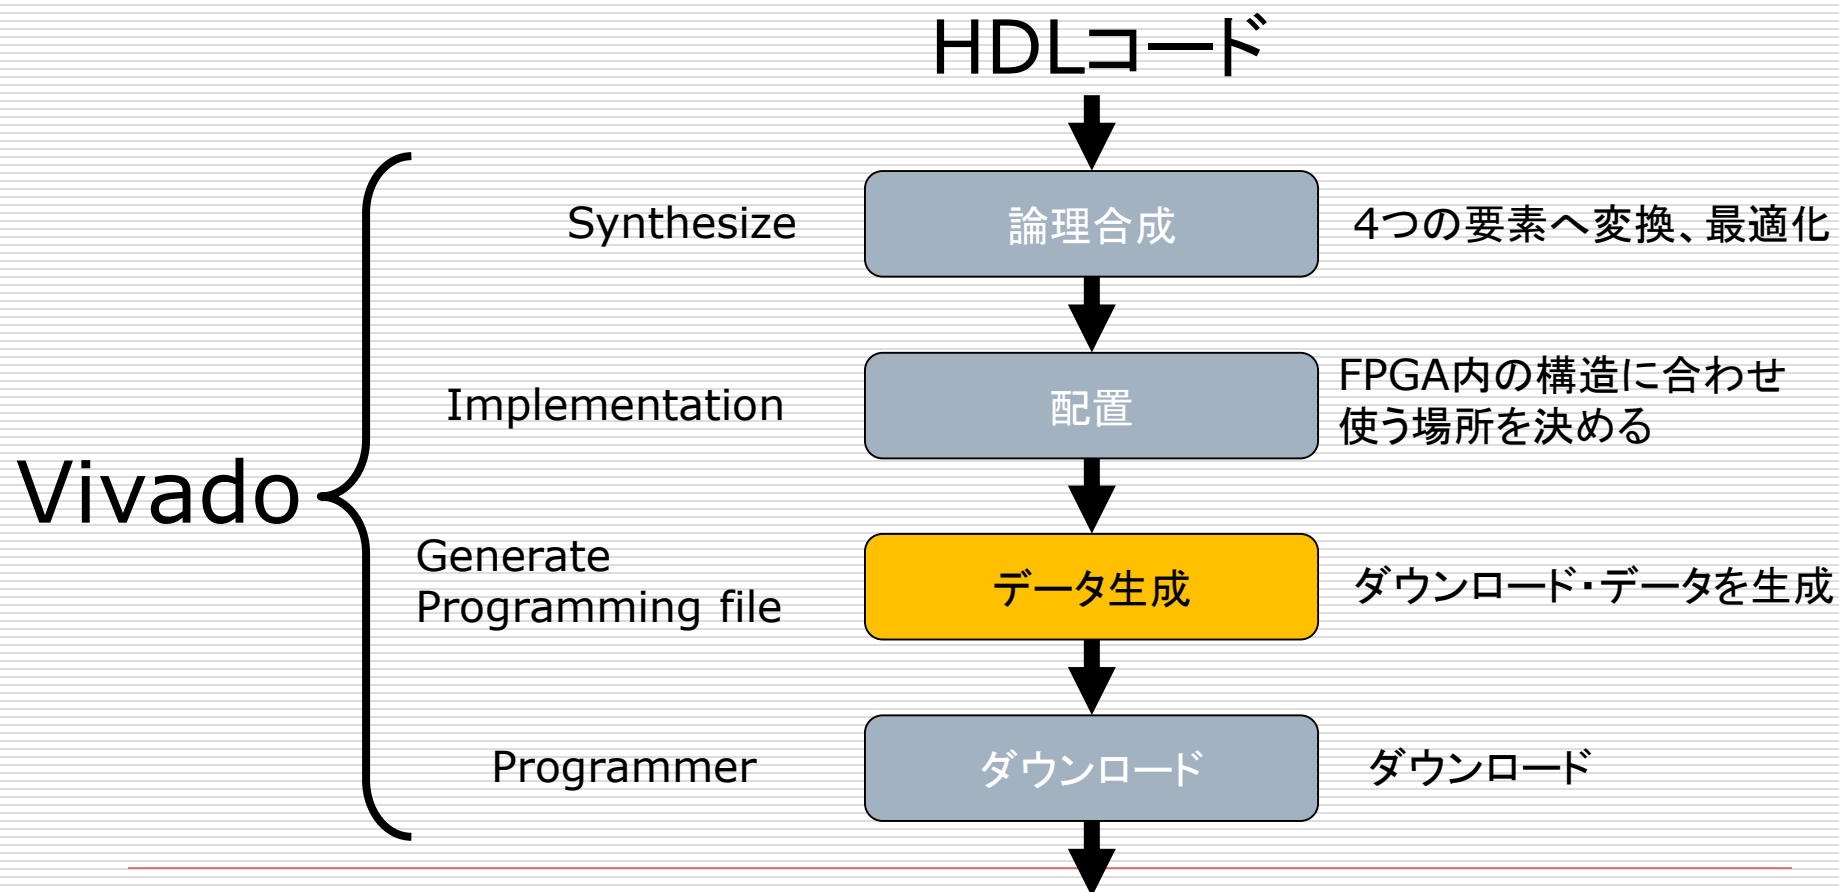 HDLコード
Synthesize
論理合成
4つの要素へ変換、最適化
Implementation
配置
FPGA内の構造に合わせ
使う場所を決める
Vivado
Generate
Programming file
データ生成
ダウンロード・データを生成
Programmer
ダウンロード
ダウンロード